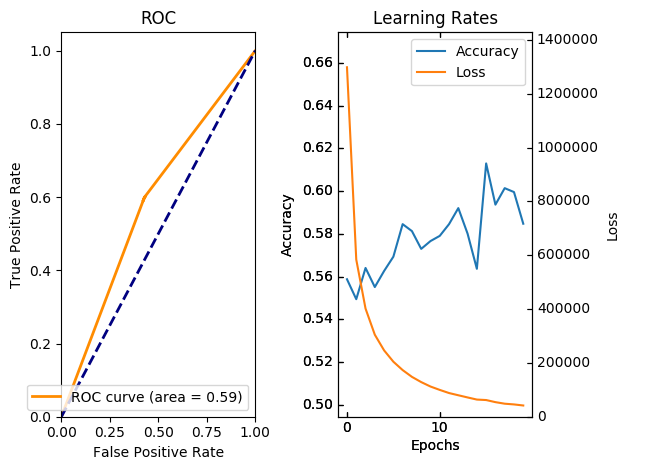 ROC
True Positive Rate
1.0
0.8
0.6
0.4
0.2
0.0
ROC curve (area = 0.59)
0.00 0.25 0.50 0.75 1.00
False Positive Rate
Learning Rates
Accuracy
0.66
0.64
0.62
0.60
0.58
0.56
0.54
0.52
0.50
Accuracy
Loss
0 10
Epochs
1400000
1200000
1000000
800000
600000
400000
200000
0
Loss